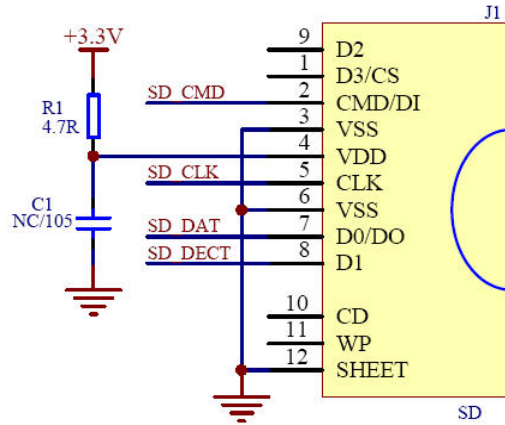 J1
+3.3V
9 D2
1 D3/CS
SD_CMD 2 CMD/DI
R1
4.7R
3 VSS
4 VDD
SD_CLK 5 CLK
C1
NC/105
6 VSS
SD_DAT 7 D0/DO
SD_DECT 8 D1
10 CD
11 WP
12 SHEET
SD